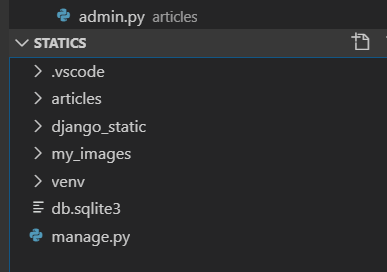 admin.py articles
STATICS
.vscode
articles
django_static
my_images
venv
db.sqlite3
manage.py